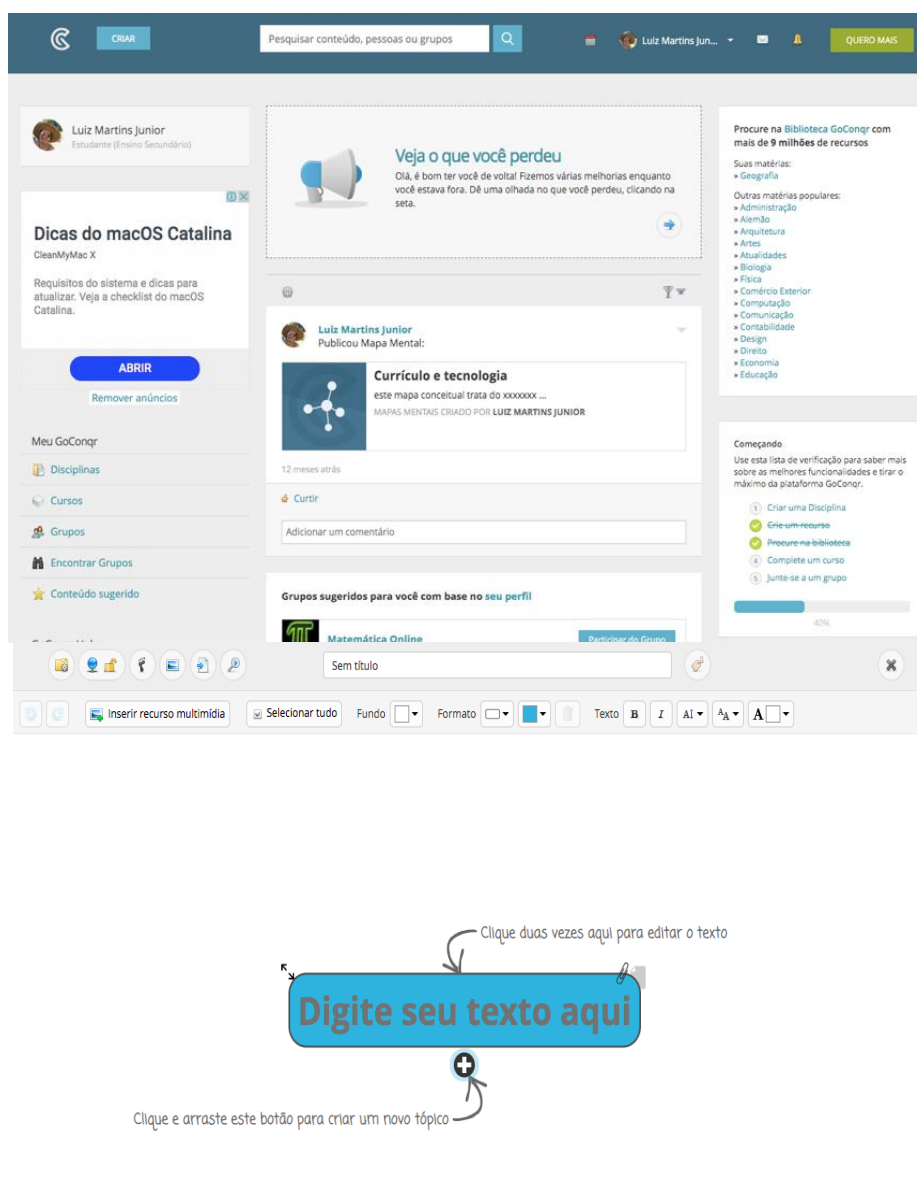 CRIAR
Pesquisar conteúdo, pessoas ou grupos
Luiz Martins Jun...
QUERO MAIS
Luiz Martins Junior
Estudante (Ensino Secundário)
Dicas do macOS Catalina
CleanMyMac X
Requisitos do sistema e dicas para
atualizar. Veja a checklist do macOS
Catalina.
ABRIR
Remover anúncios
Meu GoConqr
Disciplinas
Cursos
Grupos
Encontrar Grupos
Conteúdo sugerido
Veja o que você perdeu
Olá, é bom ter você de volta! Fizemos várias melhorias enquanto
você estava fora. Dê uma olhada no que você perdeu, clicando na
seta.
Luiz Martins Junior
Publicou Mapa Mental:
Currículo e tecnologia
este mapa conceitual trata do xxxxxxx ...
MAPAS MENTAIS CRIADO POR LUIZ MARTINS JUNIOR
12 meses atrás
Curtir
Adicionar um comentário
Grupos sugeridos para você com base no seu perfil
Matemática Online
Participar do Grupo
Procure na Biblioteca GoConqr com
mais de 9 milhões de recursos
Suas matérias:
» Geografia
Outras matérias populares:
» Administração
» Alemão
» Arquitetura
» Artes
» Atualidades
» Biologia
» Física
» Comércio Exterior
» Computação
» Comunicação
» Contabilidade
» Design
» Direito
» Economia
» Educação
Começando
Use esta lista de verificação para saber mais
sobre as melhores funcionalidades e tirar o
máximo da plataforma GoConqr.
1 Criar uma Disciplina
Crie um recurso
Procure na biblioteca
4 Complete um curso
5 Junte-se a um grupo
40%
Sem título
Inserir recurso multimídia
Selecionar tudo
Fundo
Formato
Texto
B
I
AI
AA
A
Clique duas vezes aqui para editar o texto
Digite seu texto aqui
Clique e arraste este botão para criar um novo tópico